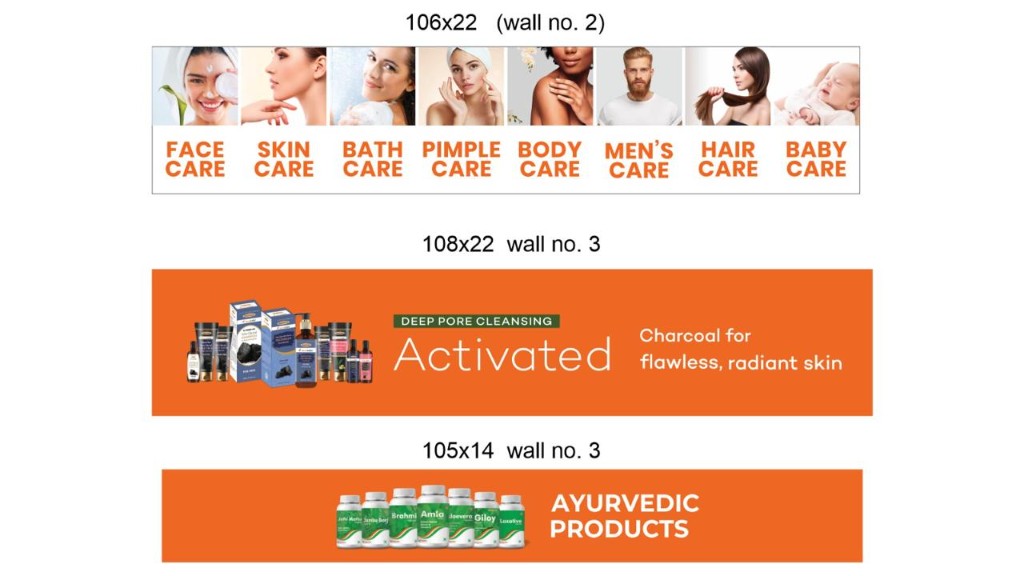 106x22 (wall no. 2)
FACE CARE
SKIN CARE
BATH CARE
PIMPLE CARE
BODY CARE
MEN'S CARE
HAIR CARE
BABY CARE
108x22 wall no. 3
DEEP PORE CLEANSING
Activated
Charcoal for
flawless, radiant skin
105x14 wall no. 3
Brahmi
Amla
Giloy
Laxative
AYURVEDIC
PRODUCTS